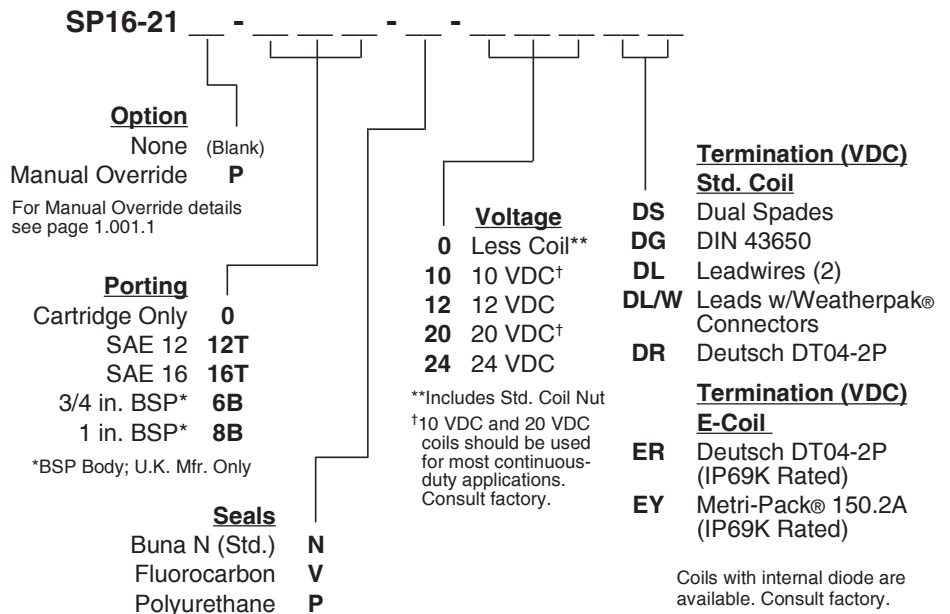 SP16-21 __ - __ __ __ - __ - __ __ __ __ __
Option
None (Blank)
Manual Override P
For Manual Override details
see page 1.001.1
Porting
Cartridge Only 0
SAE 12 12T
SAE 16 16T
3/4 in. BSP* 6B
1 in. BSP* 8B
*BSP Body; U.K. Mfr. Only
Seals
Buna N (Std.) N
Fluorocarbon V
Polyurethane P
Voltage
0 Less Coil**
10 10 VDC†
12 12 VDC
20 20 VDC†
24 24 VDC
**Includes Std. Coil Nut
†10 VDC and 20 VDC
coils should be used
for most continuous-
duty applications.
Consult factory.
Termination (VDC)
Std. Coil
DS Dual Spades
DG DIN 43650
DL Leadwires (2)
DL/W Leads w/Weatherpak®
Connectors
DR Deutsch DT04-2P
Termination (VDC)
E-Coil
ER Deutsch DT04-2P
(IP69K Rated)
EY Metri-Pack® 150.2A
(IP69K Rated)
Coils with internal diode are
available. Consult factory.